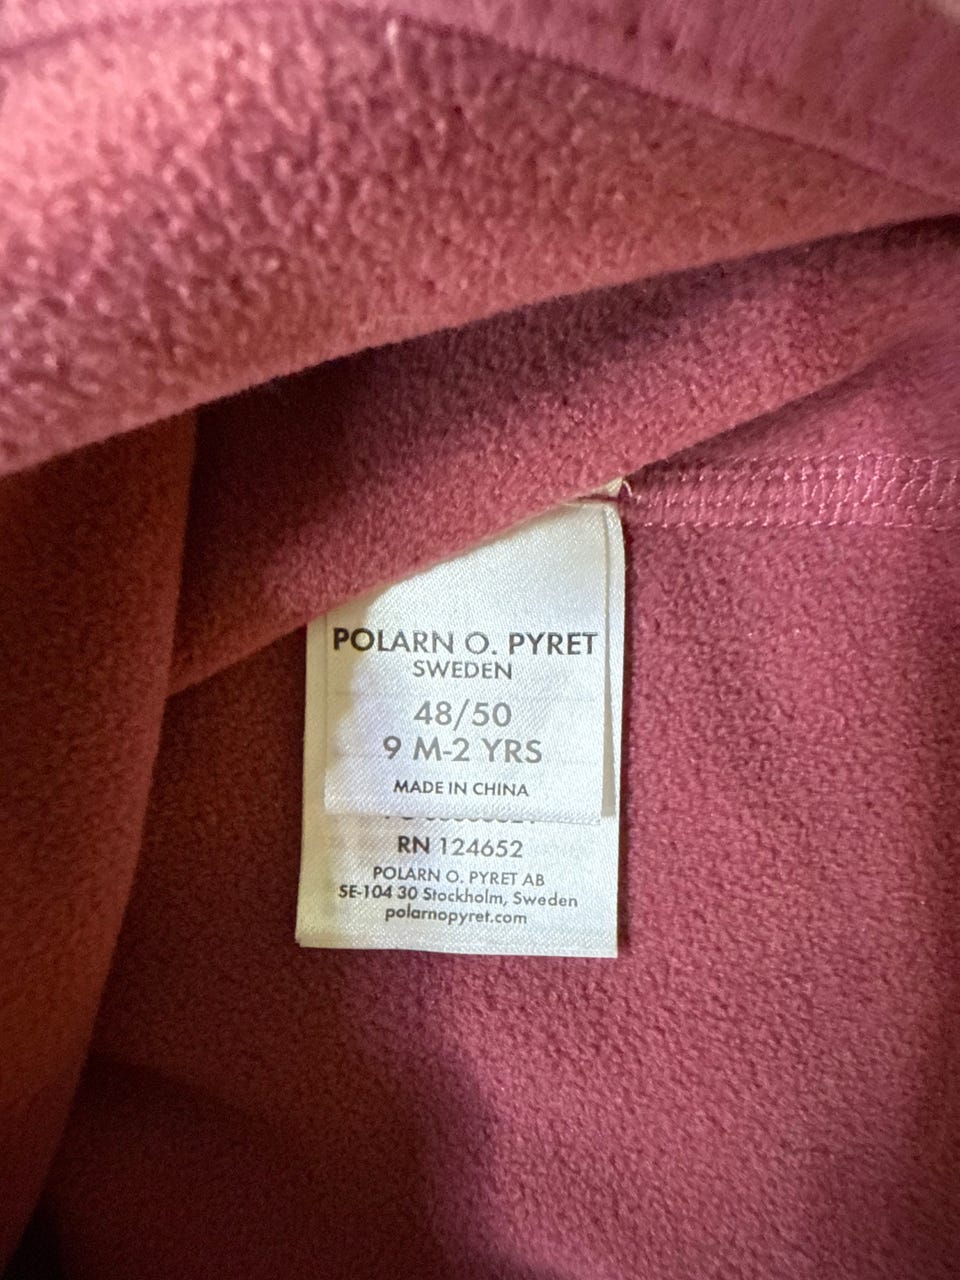 POLARN O. PYRET
SWEDEN
48/50
9 M-2 YRS
MADE IN CHINA
RN 124652
POLARN O. PYRET AB
SE-104 30 Stockholm, Sweden
polarnopyret.com